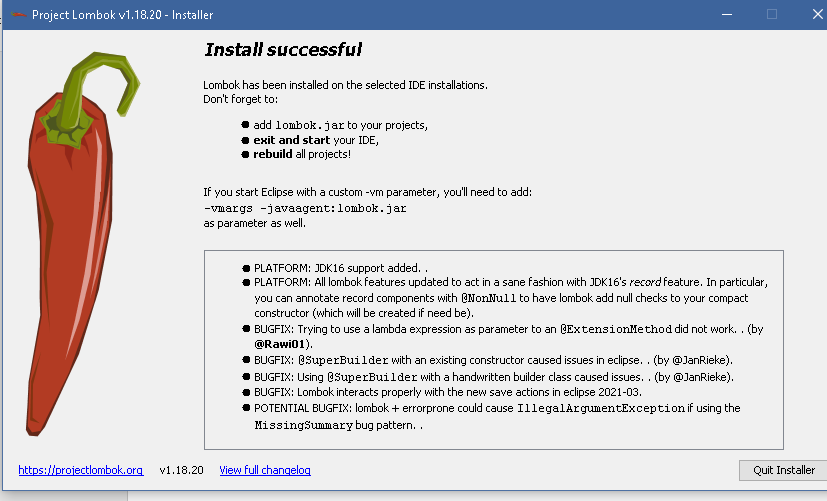 Project Lombok v1.18.20 - Installer
Install successful
Lombok has been installed on the selected IDE installations.
Don't forget to:
● add lombok.jar to your projects,
● exit and start your IDE,
● rebuild all projects!
If you start Eclipse with a custom -vm parameter, you'll need to add:
-vmargs -javaagent:lombok.jar
as parameter as well.
● PLATFORM: JDK16 support added. .
● PLATFORM: All lombok features updated to act in a sane fashion with JDK16's record feature. In particular,
you can annotate record components with @NonNull to have lombok add null checks to your compact
constructor (which will be created if need be).
● BUGFIX: Trying to use a lambda expression as parameter to an @ExtensionMethod did not work. . (by
@Rawi01).
● BUGFIX: @SuperBuilder with an existing constructor caused issues in eclipse. . (by @JanRieke).
● BUGFIX: Using @SuperBuilder with a handwritten builder class caused issues. . (by @JanRieke).
● BUGFIX: Lombok interacts properly with the new save actions in eclipse 2021-03.
● POTENTIAL BUGFIX: lombok + errorprone could cause IllegalArgumentException if using the
MissingSummary bug pattern. .
https://projectlombok.org v1.18.20 View full changelog Quit Installer